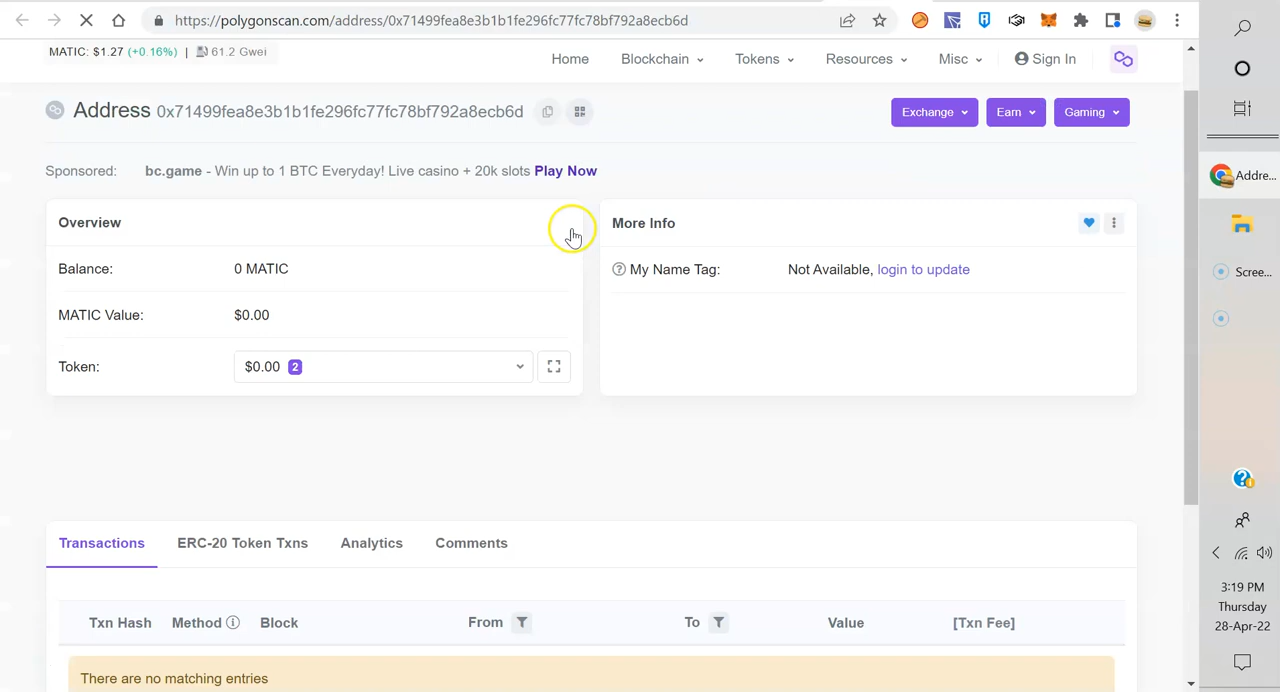 https://polygonscan.com/address/0x71499fea8e3b1b1fe296fc77fc78bf792a8ecb6d
MATIC: $1.27 (+0.16%) | 61.2 Gwei
Home Blockchain Tokens Resources Misc Sign In
Address 0x71499fea8e3b1b1fe296fc77fc78bf792a8ecb6d
Exchange Earn Gaming
Sponsored: bc.game - Win up to 1 BTC Everyday! Live casino + 20k slots Play Now
Overview
Balance: 0 MATIC
MATIC Value: $0.00
Token: $0.00 2
More Info
My Name Tag: Not Available, login to update
Transactions ERC-20 Token Txns Analytics Comments
Txn Hash Method Block From To Value [Txn Fee]
There are no matching entries
Addre...
Scree...
3:19 PM
Thursday
28-Apr-22